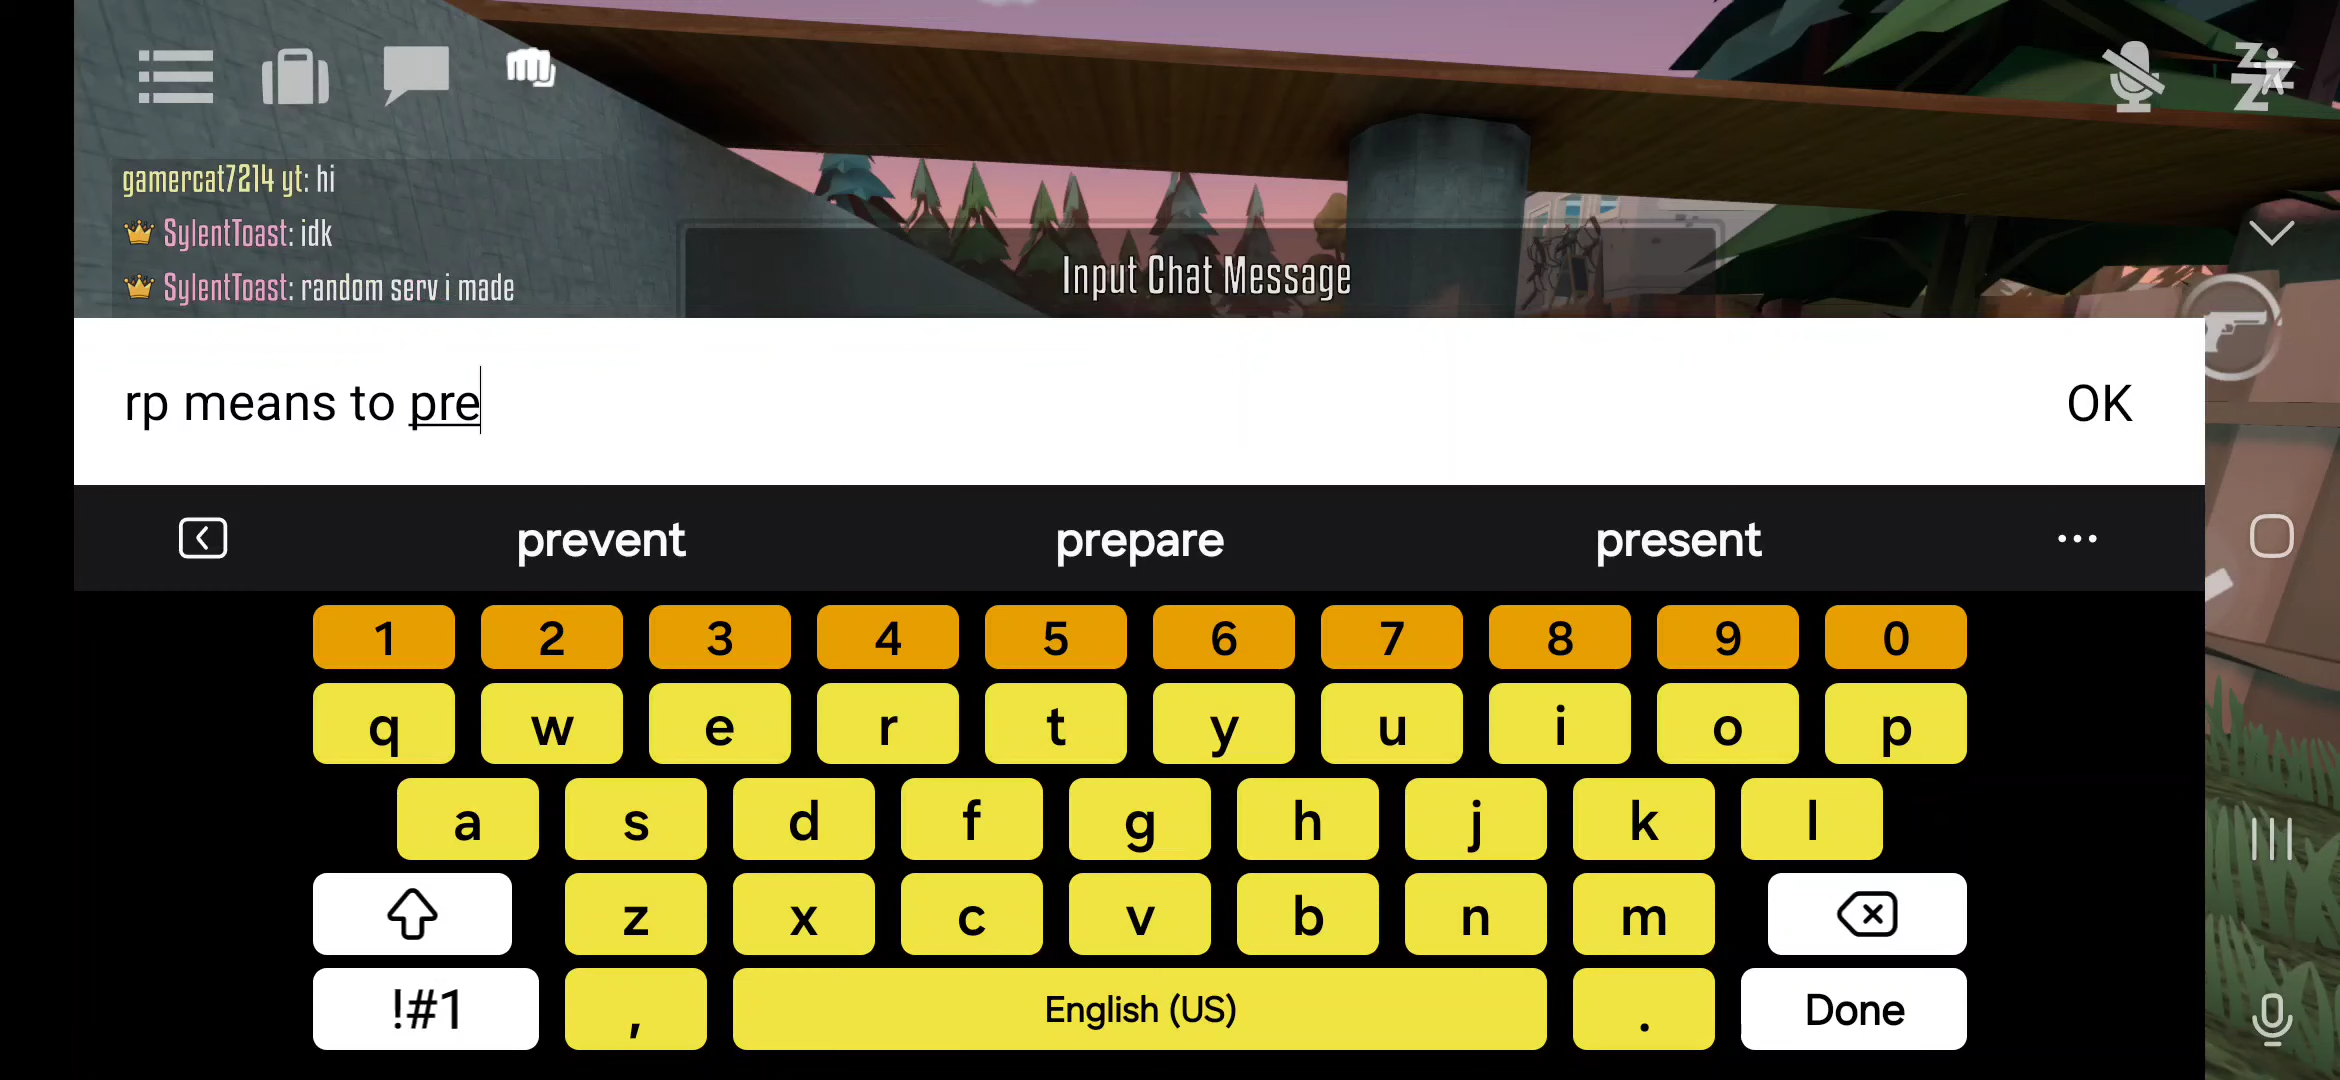 gamercat7214 yt: hi
SylentToast: idk
SylentToast: random serv i made
Input Chat Message
rp means to pre
OK
prevent prepare present
1 2 3 4 5 6 7 8 9 0
q w e r t y u i o p
a s d f g h j k l
z x c v b n m
!#1 , English (US) . Done